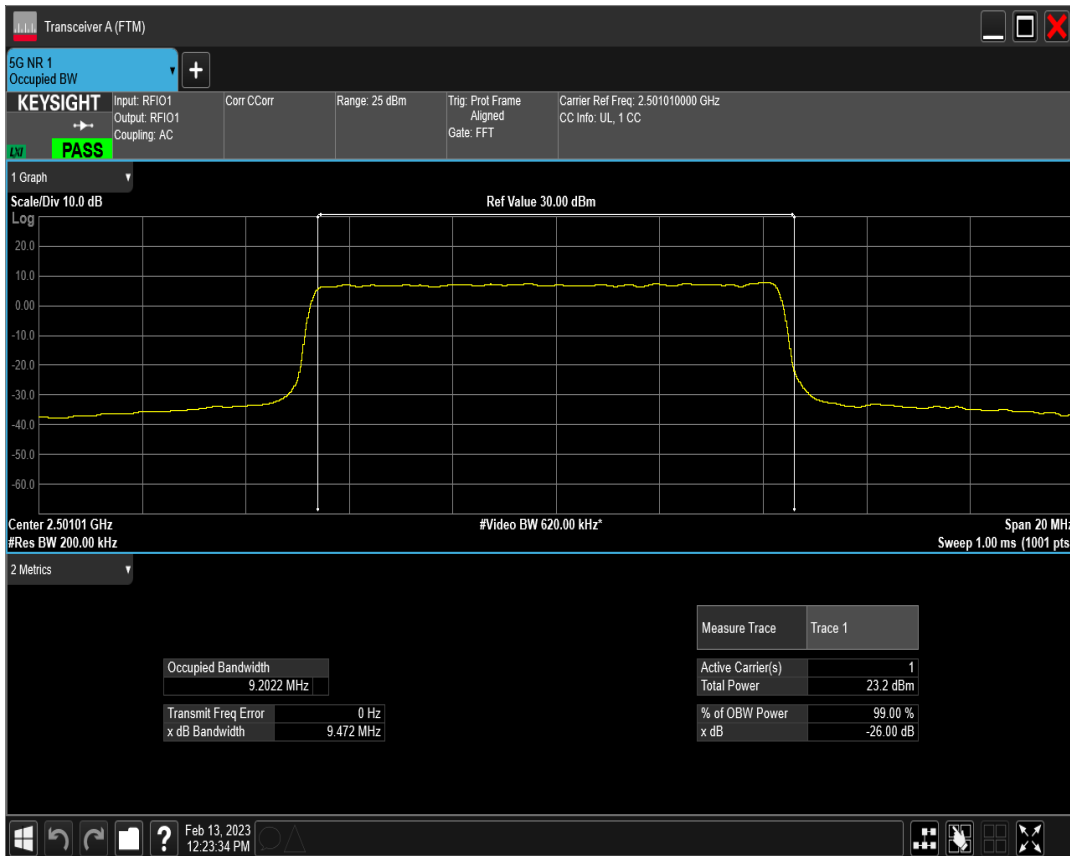 Transceiver A (FTM)
5G NR 1
Occupied BW
+
KEYSIGHT
LXI
PASS
Input: RFIO1
Output: RFIO1
Coupling: AC
Corr CCorr
Range: 25 dBm
Trig: Prot Frame
Aligned
Gate: FFT
Carrier Ref Freq: 2.501010000 GHz
CC Info: UL, 1 CC
1 Graph
Scale/Div 10.0 dB
Ref Value 30.00 dBm
Log
20.0
10.0
0.00
-10.0
-20.0
-30.0
-40.0
-50.0
-60.0
Center 2.50101 GHz
#Video BW 620.00 kHz*
Span 20 MHz
#Res BW 200.00 kHz
Sweep 1.00 ms (1001 pts
2 Metrics
Measure Trace Trace 1
Occupied Bandwidth
9.2022 MHz
Active Carrier(s) 1
Total Power 23.2 dBm
Transmit Freq Error 0 Hz
x dB Bandwidth 9.472 MHz
% of OBW Power 99.00 %
x dB -26.00 dB
?
Feb 13, 2023
12:23:34 PM